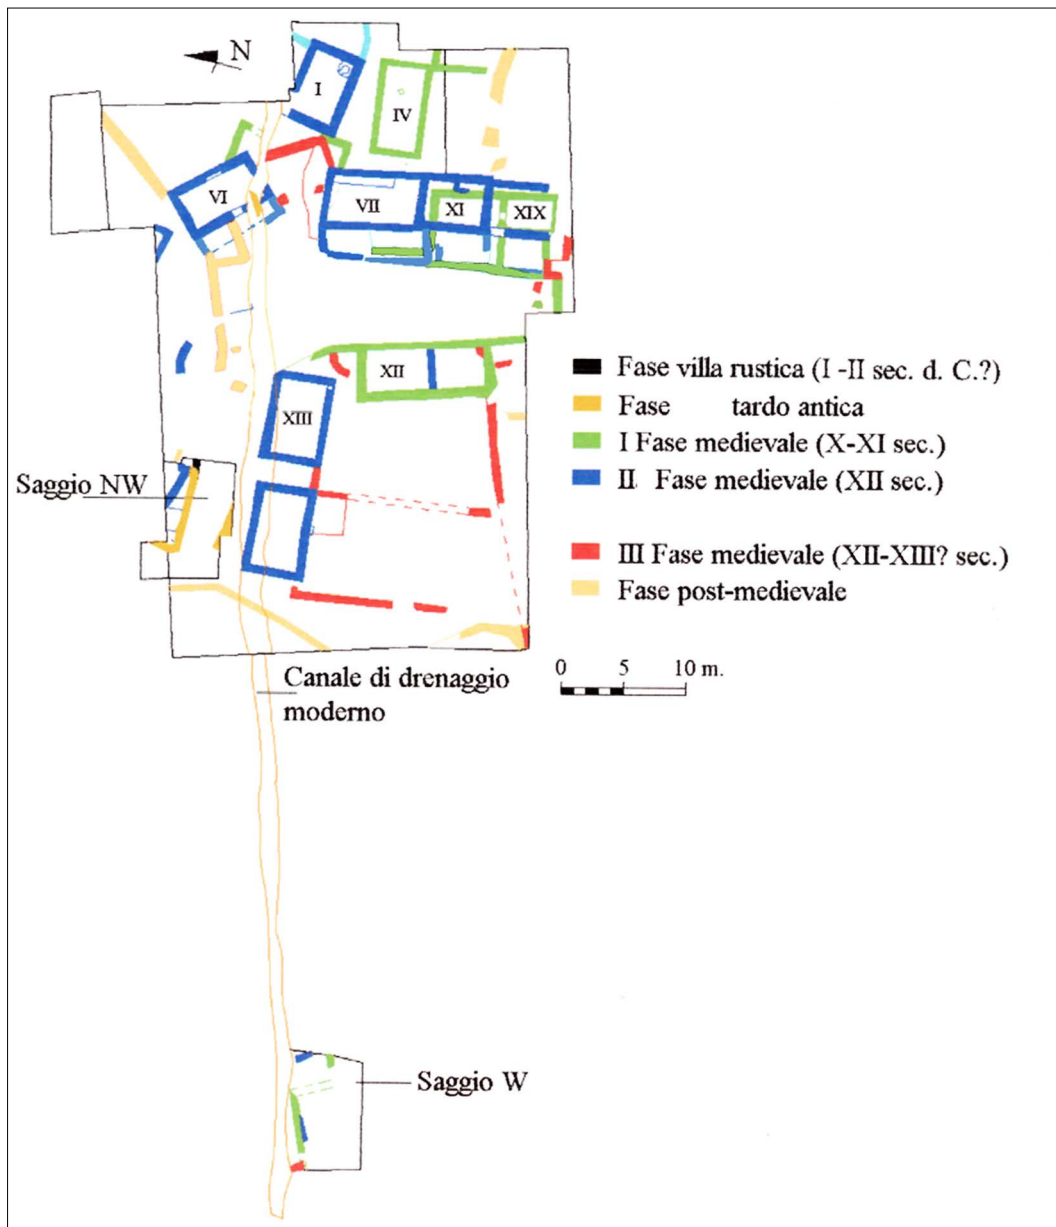 N
I
IV
VI
VII
XI
XIX
XII
XIII
Fase villa rustica (I -II sec. d. C.?)
Fase tardo antica
I Fase medievale (X-XI sec.)
II Fase medievale (XII sec.)
III Fase medievale (XII-XIII? sec.)
Fase post-medievale
Saggio NW
0 5 10 m.
Canale di drenaggio
moderno
Saggio W